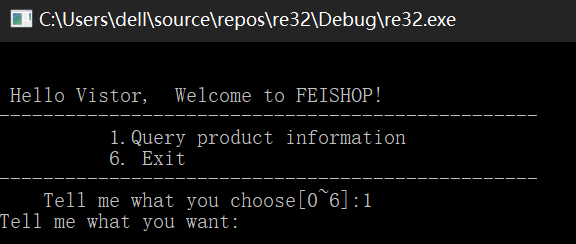 C:\Users\dell\source\repos\re32\Debug\re32.exe
Hello Vistor,  Welcome to FEISHOP!
--------------------------------------------------
1.Query product information
6. Exit
--------------------------------------------------
Tell me what you choose[0~6]:1
Tell me what you want: